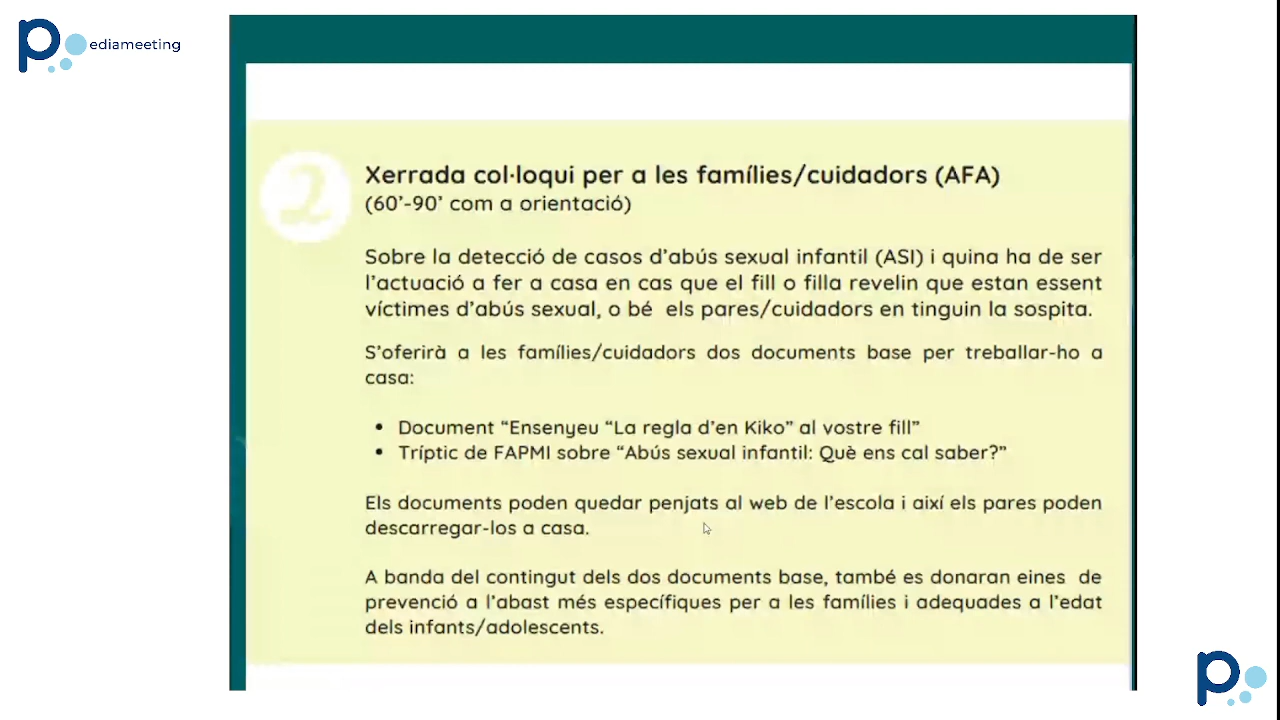 Pediameeting
2
Xerrada col·loqui per a les famílies/cuidadors (AFA)
(60’-90’ com a orientació)
Sobre la detecció de casos d’abús sexual infantil (ASI) i quina ha de ser
l’actuació a fer a casa en cas que el fill o filla revelin que estan essent
víctimes d’abús sexual, o bé els pares/cuidadors en tinguin la sospita.
S’oferirà a les famílies/cuidadors dos documents base per treballar-ho a
casa:
• Document “Ensenyeu “La regla d’en Kiko” al vostre fill”
• Tríptic de FAPMI sobre “Abús sexual infantil: Què ens cal saber?”
Els documents poden quedar penjats al web de l’escola i així els pares poden
descarregar-los a casa.
A banda del contingut dels dos documents base, també es donaran eines de
prevenció a l’abast més específiques per a les famílies i adequades a l’edat
dels infants/adolescents.
P